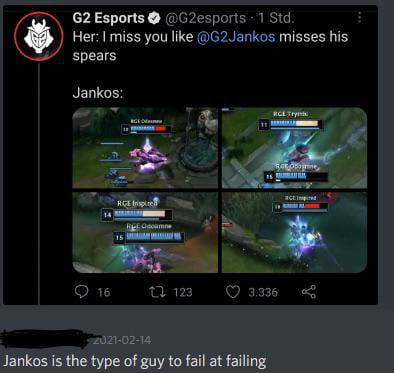 G2 Esports @G2esports · 1 Std.
Her: I miss you like @G2Jankos misses his
spears
Jankos:
RGE Odoamne
RGE Trymbi
11
RGE Odoamne
15
RGE Inspired
14
RGE Odoamne
15
RGE Inspired
16 123 3.336
2021-02-14
Jankos is the type of guy to fail at failing